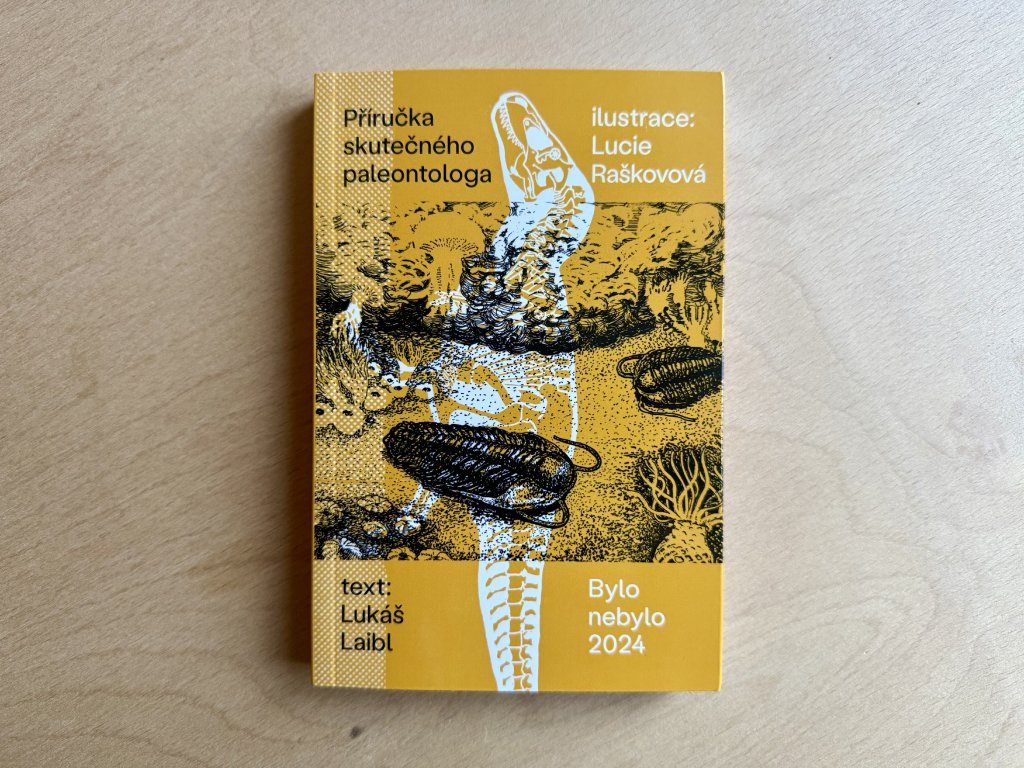 Příručka
skutečného
paleontologa
ilustrace:
Lucie
Raškovová
text:
Lukáš
Laibl
Bylo
nebylo
2024